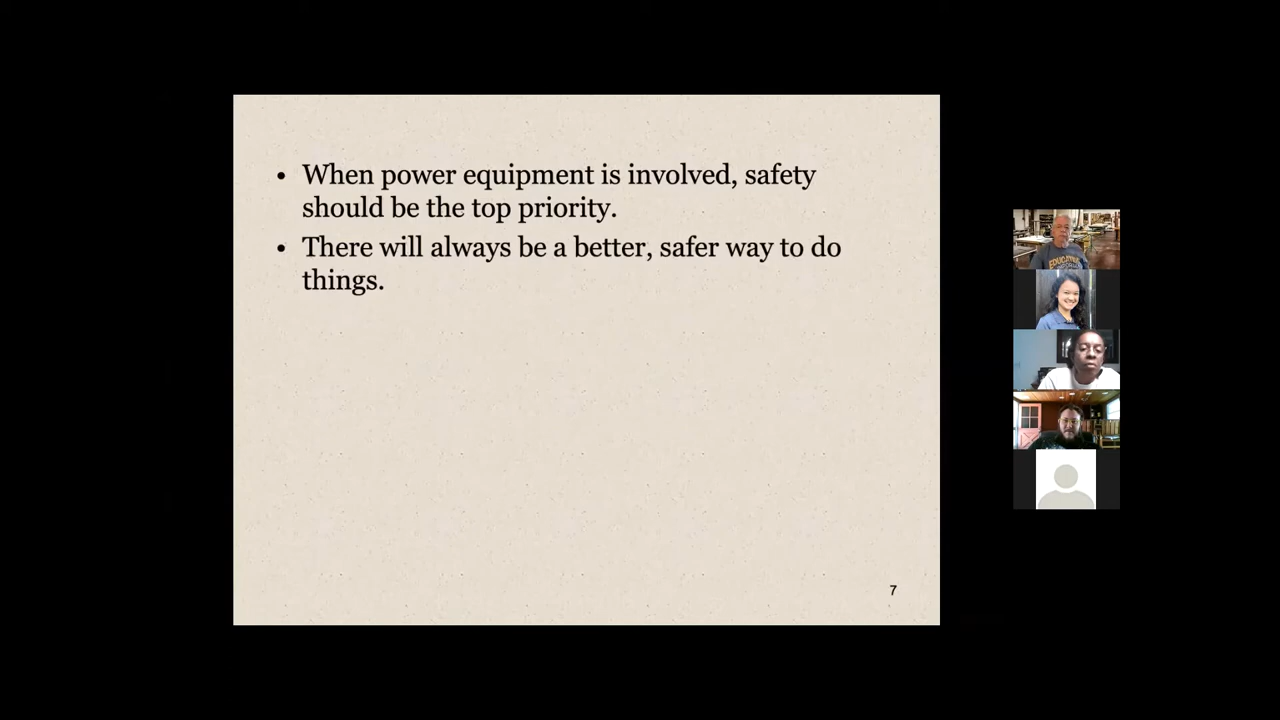 • When power equipment is involved, safety
should be the top priority.
• There will always be a better, safer way to do
things.
7